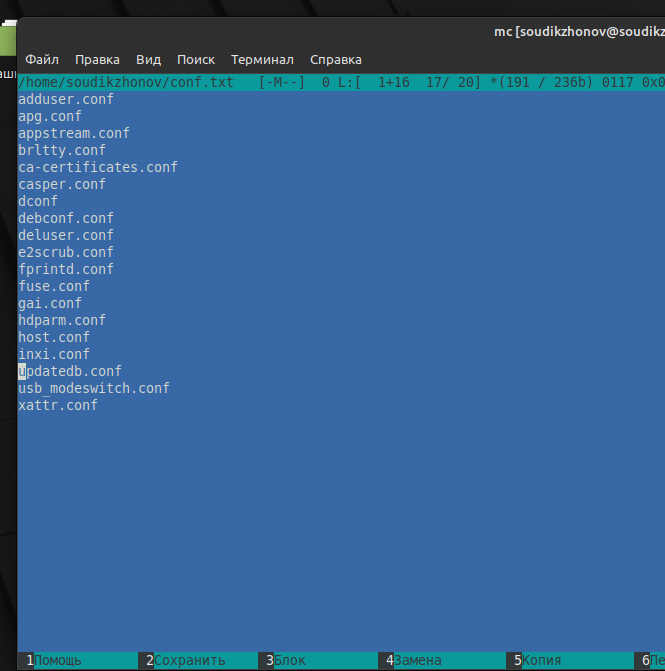 mc [soudikzhonov@soudikz
Файл Правка Вид Поиск Терминал Справка
/home/soudikzhonov/conf.txt [-M--] 0 L:[ 1+16 17/ 20] *(191 / 236b) 0117 0x0
adduser.conf
apg.conf
appstream.conf
brltty.conf
ca-certificates.conf
casper.conf
dconf
debconf.conf
deluser.conf
e2scrub.conf
fprintd.conf
fuse.conf
gai.conf
hdparm.conf
host.conf
inxi.conf
updatedb.conf
usb_modeswitch.conf
xattr.conf
1Помощь 2Сохранить 3Блок 4Замена 5Копия 6Пе